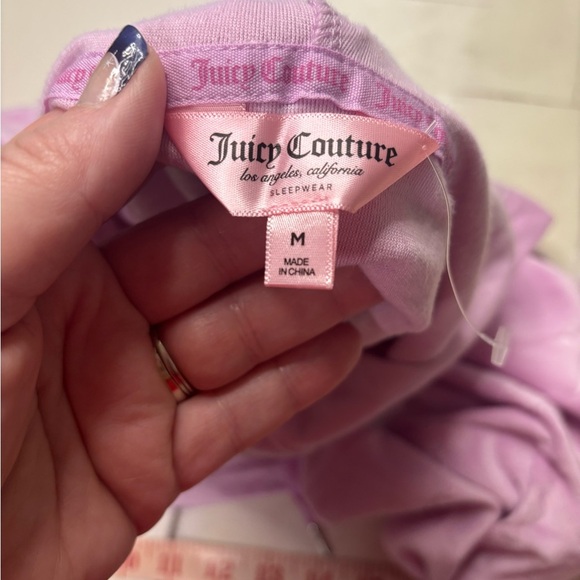 Juicy Couture
Juicy Couture
los angeles, california
SLEEPWEAR
M
MADE
IN CHINA